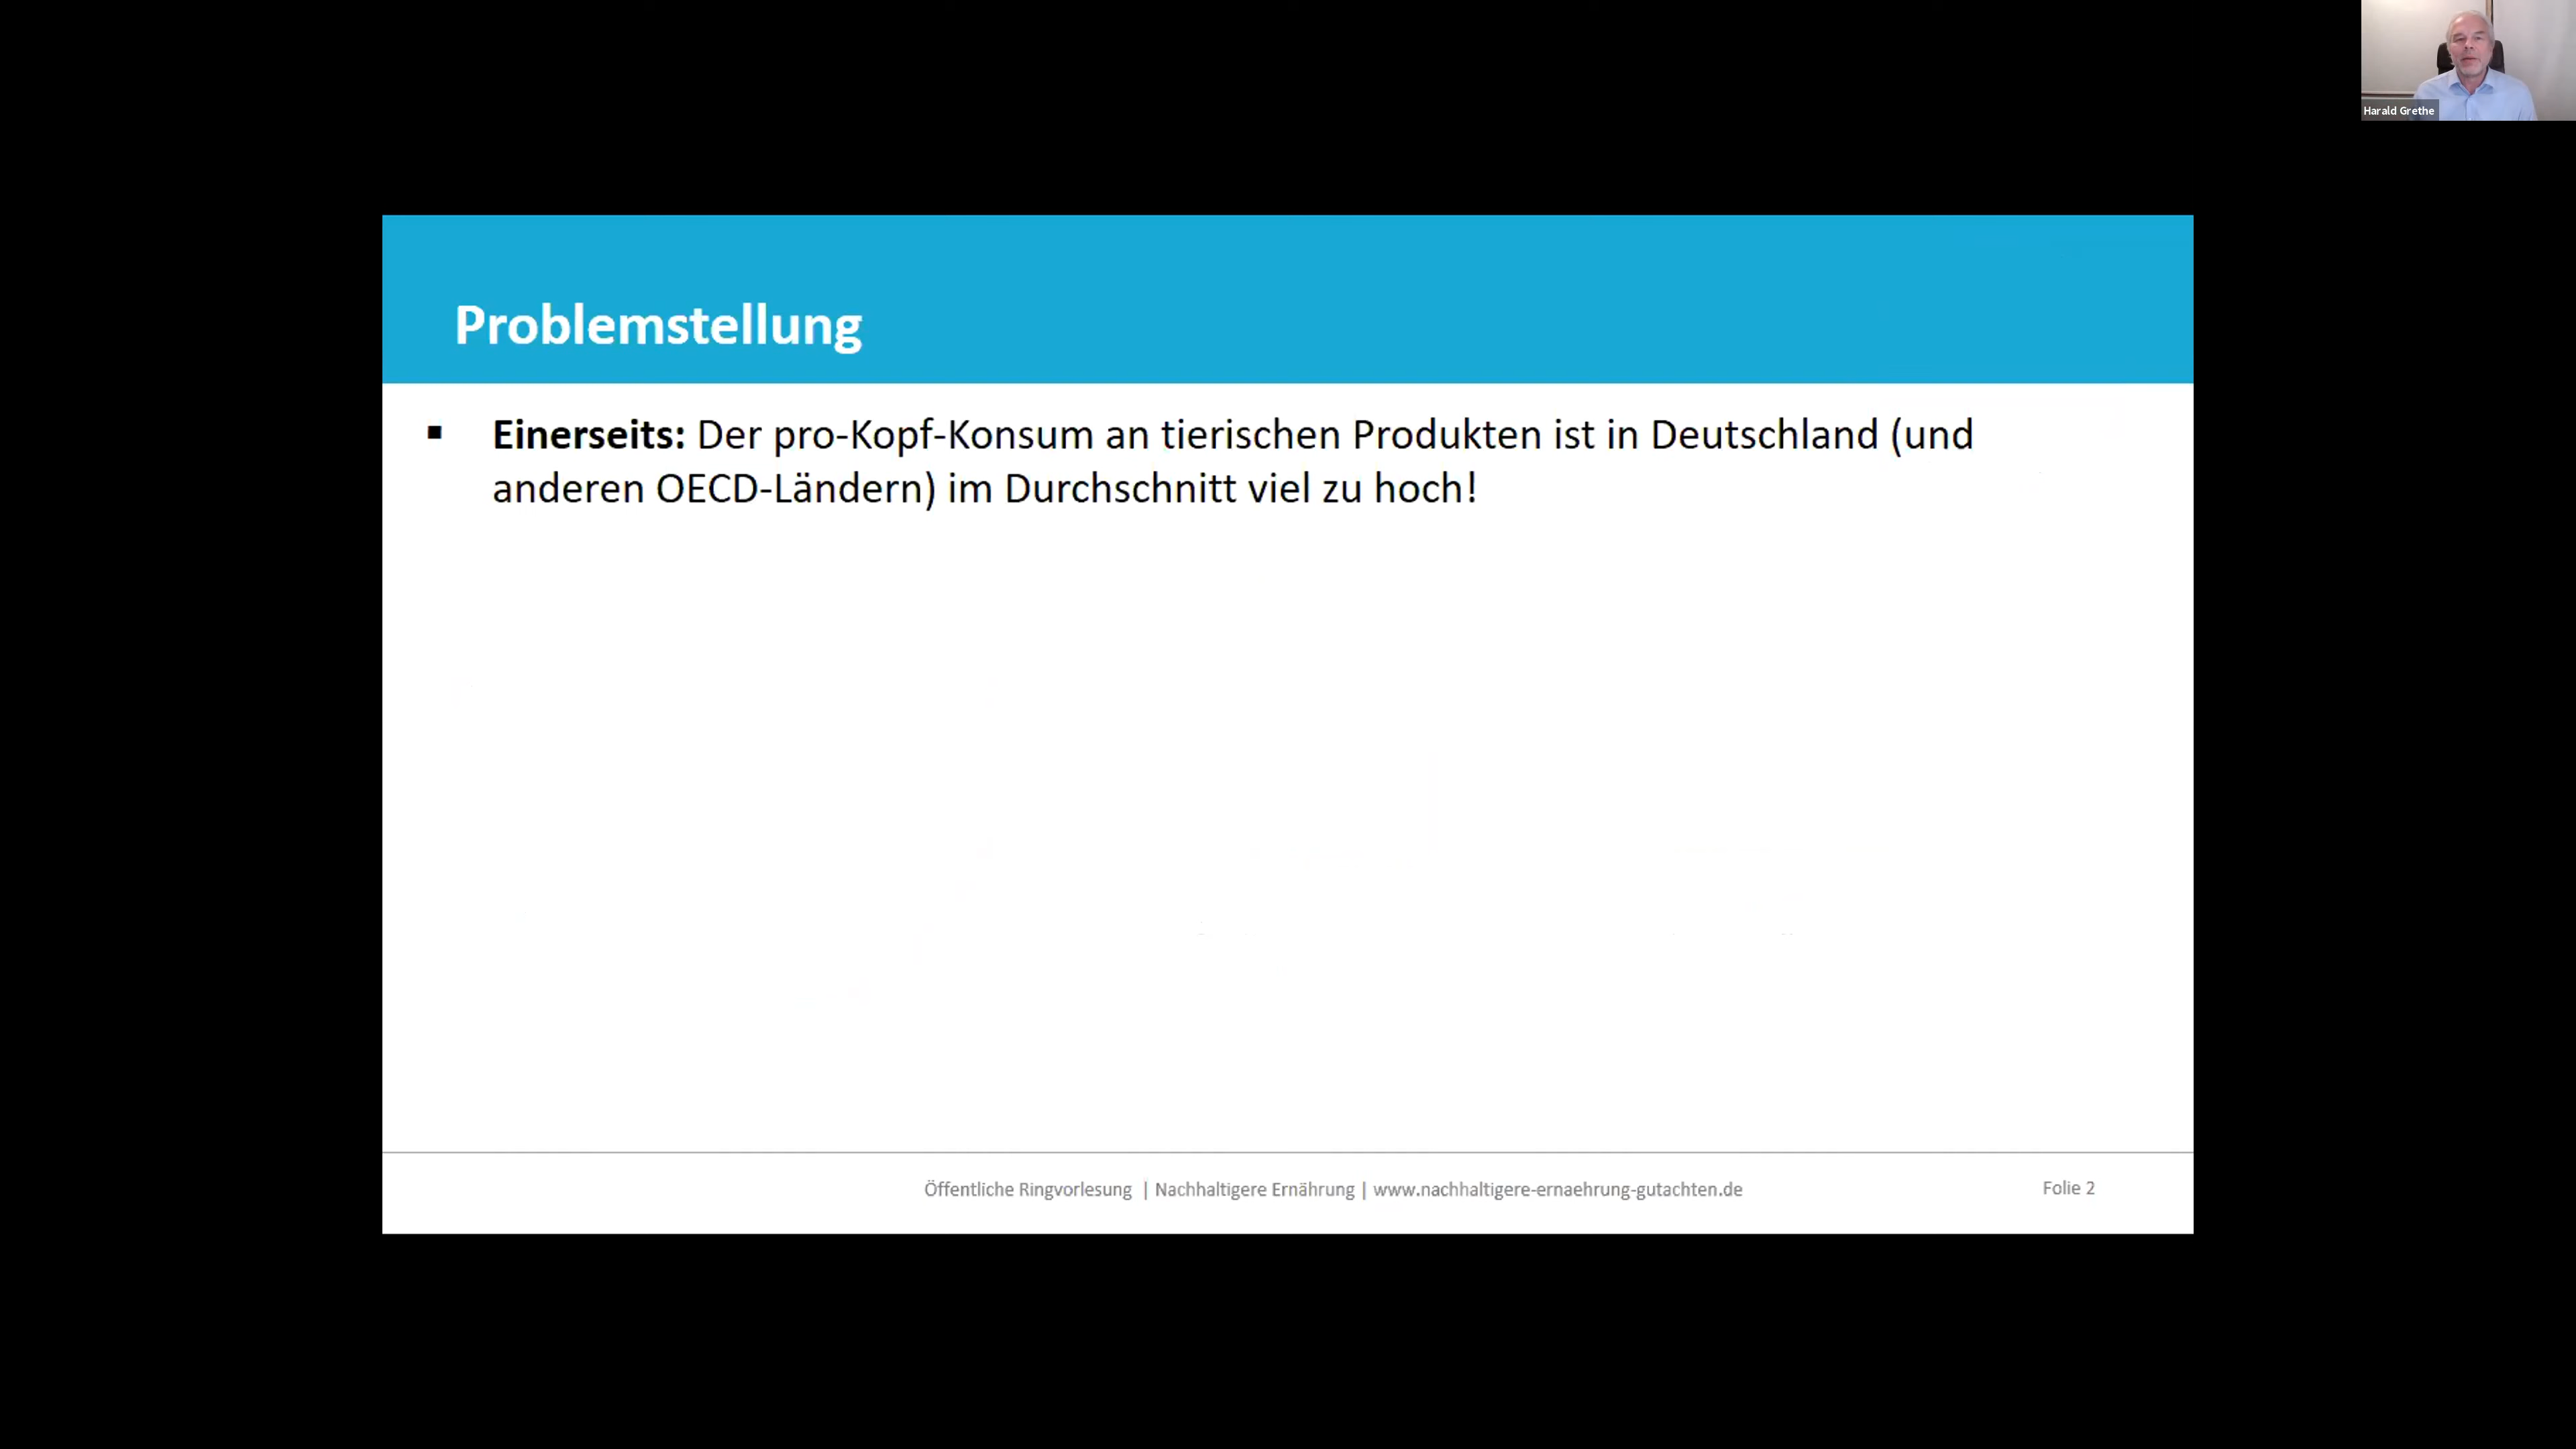 Harald Grethe
Problemstellung
▪ Einerseits: Der pro-Kopf-Konsum an tierischen Produkten ist in Deutschland (und
anderen OECD-Ländern) im Durchschnitt viel zu hoch!
Öffentliche Ringvorlesung | Nachhaltigere Ernährung | www.nachhaltigere-ernaehrung-gutachten.de
Folie 2